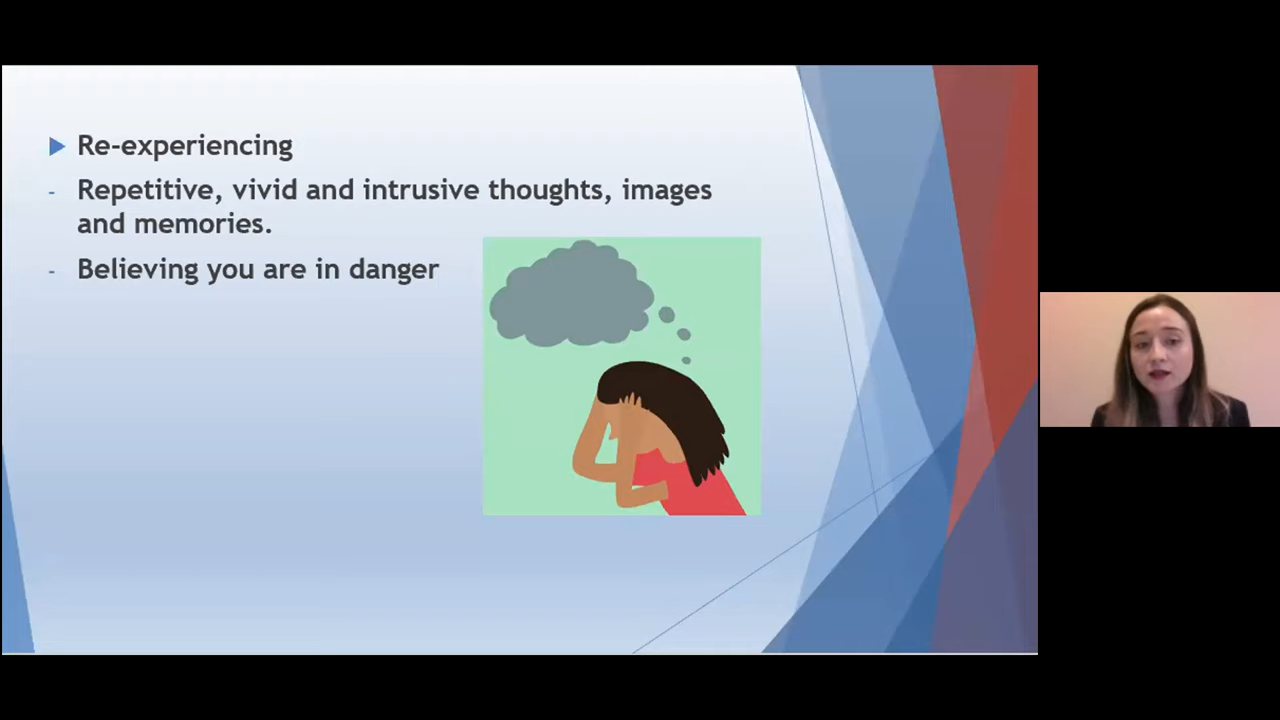 Re-experiencing
- Repetitive, vivid and intrusive thoughts, images
and memories.
- Believing you are in danger